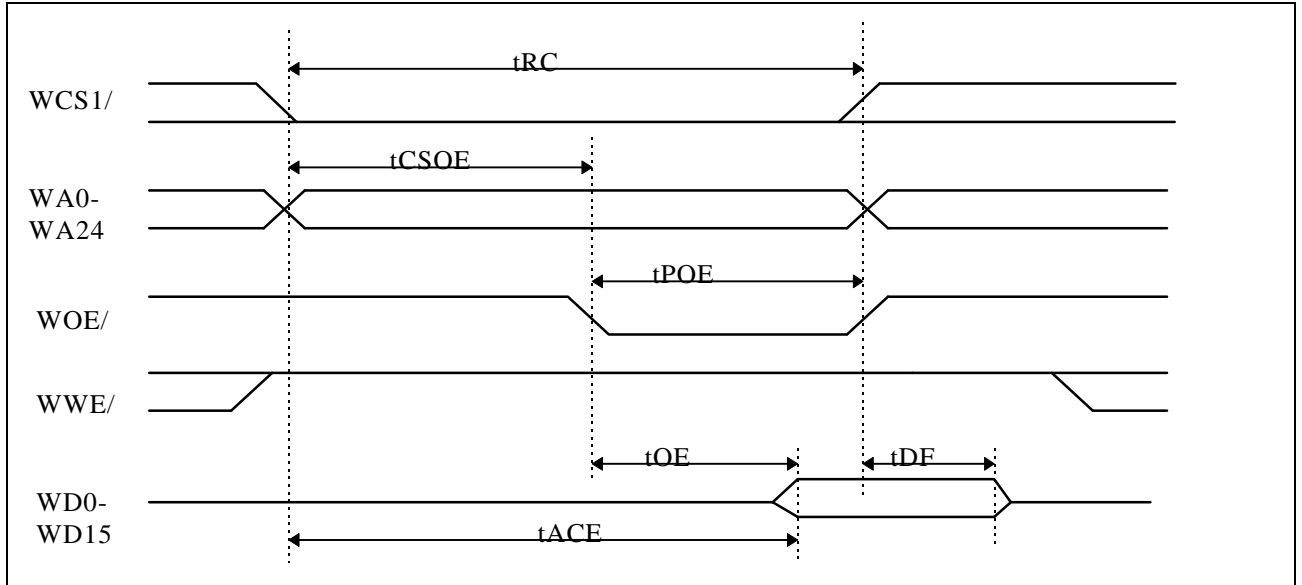 tRC
WCS1/
tCSOE
WA0-
WA24
tPOE
WOE/
WWE/
tOE
tDF
WD0-
WD15
tACE